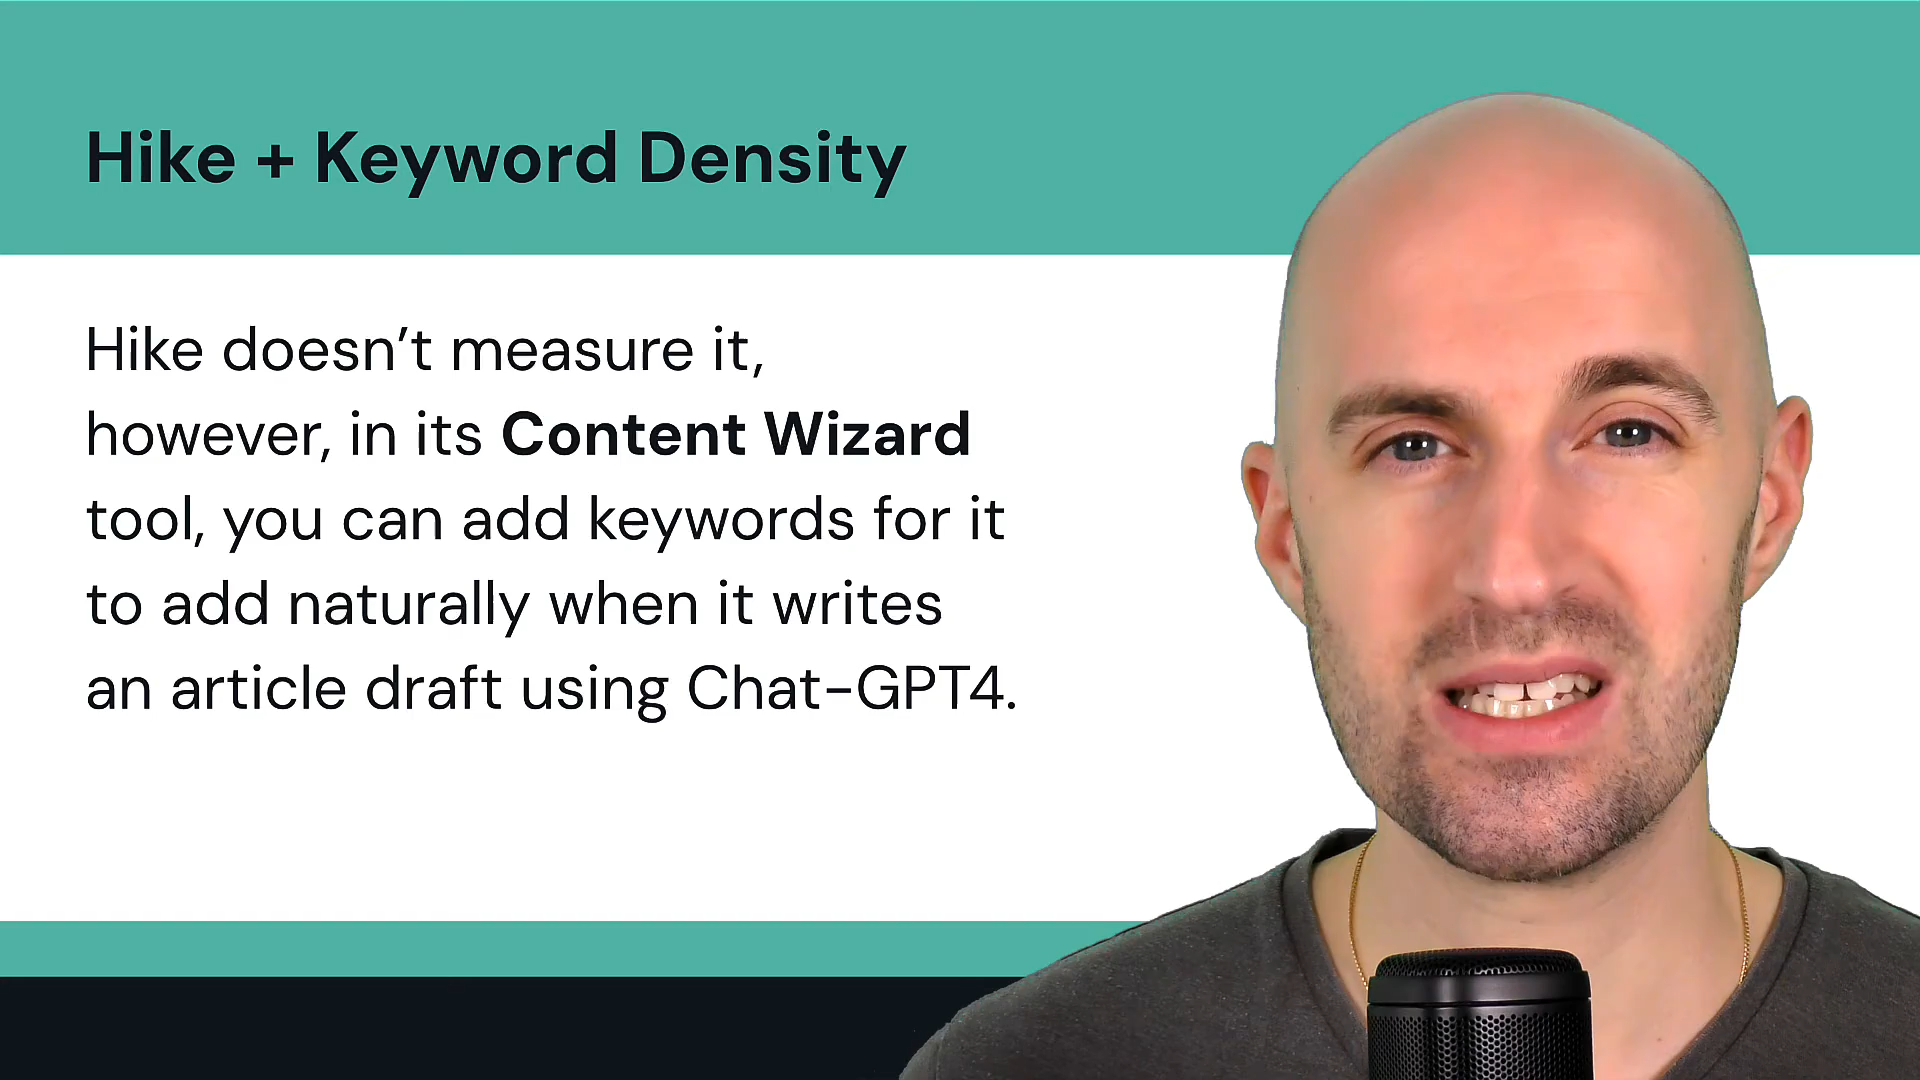 Hike + Keyword Density
Hike doesn’t measure it,
however, in its Content Wizard
tool, you can add keywords for it
to add naturally when it writes
an article draft using Chat-GPT4.